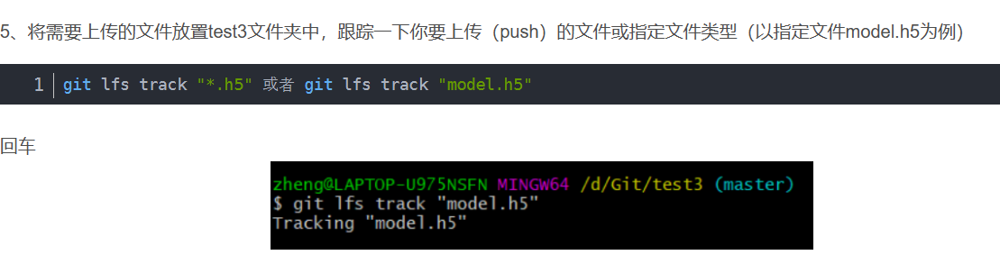 5、将需要上传的文件放置test3文件夹中，跟踪一下你要上传（push）的文件或指定文件类型（以指定文件model.h5为例）
1 git lfs track "*.h5" 或者 git lfs track "model.h5"
回车
zheng@LAPTOP-U975NSFN MINGW64 /d/Git/test3 (master)
$ git lfs track "model.h5"
Tracking "model.h5"